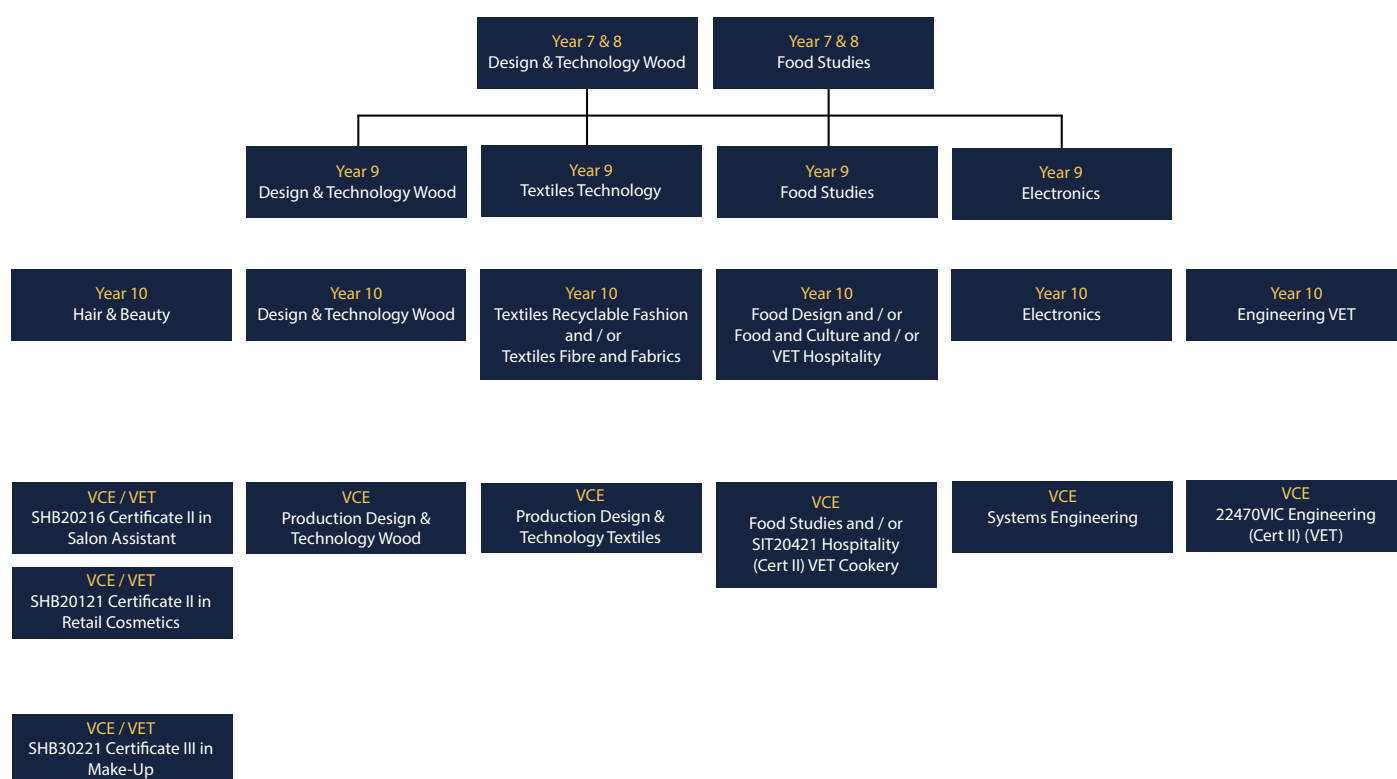 Year 7 & 8
Design & Technology Wood
Year 7 & 8
Food Studies
Year 9
Design & Technology Wood
Year 9
Textiles Technology
Year 9
Food Studies
Year 9
Electronics
Year 10
Hair & Beauty
Year 10
Design & Technology Wood
Year 10
Textiles Recyclable Fashion
and / or
Textiles Fibre and Fabrics
Year 10
Food Design and / or
Food and Culture and / or
VET Hospitality
Year 10
Electronics
Year 10
Engineering VET
VCE / VET
SHB20216 Certificate II in
Salon Assistant
VCE
Production Design &
Technology Wood
VCE
Production Design &
Technology Textiles
VCE
Food Studies and / or
SIT20421 Hospitality
(Cert II) VET Cookery
VCE
Systems Engineering
VCE
22470VIC Engineering
(Cert II) (VET)
VCE / VET
SHB20121 Certificate II in
Retail Cosmetics
VCE / VET
SHB30221 Certificate III in
Make-Up